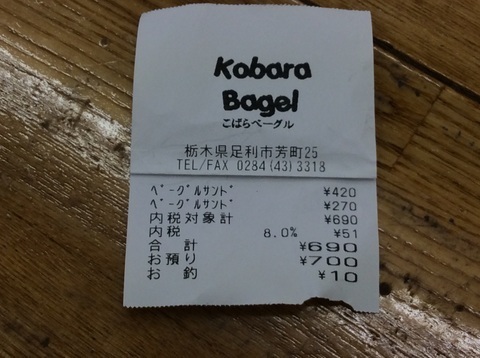 Kobara
Bagel
こばらベーグル
栃木県足利市芳町25
TEL/FAX 0284(43)3318
ﾍﾞｰｸﾞﾙｻﾝﾄﾞ ¥420
ﾍﾞｰｸﾞﾙｻﾝﾄﾞ ¥270
内税対象計 ¥690
内税 8.0% ¥51
合 計 ¥690
お預り ¥700
お 釣 ¥10